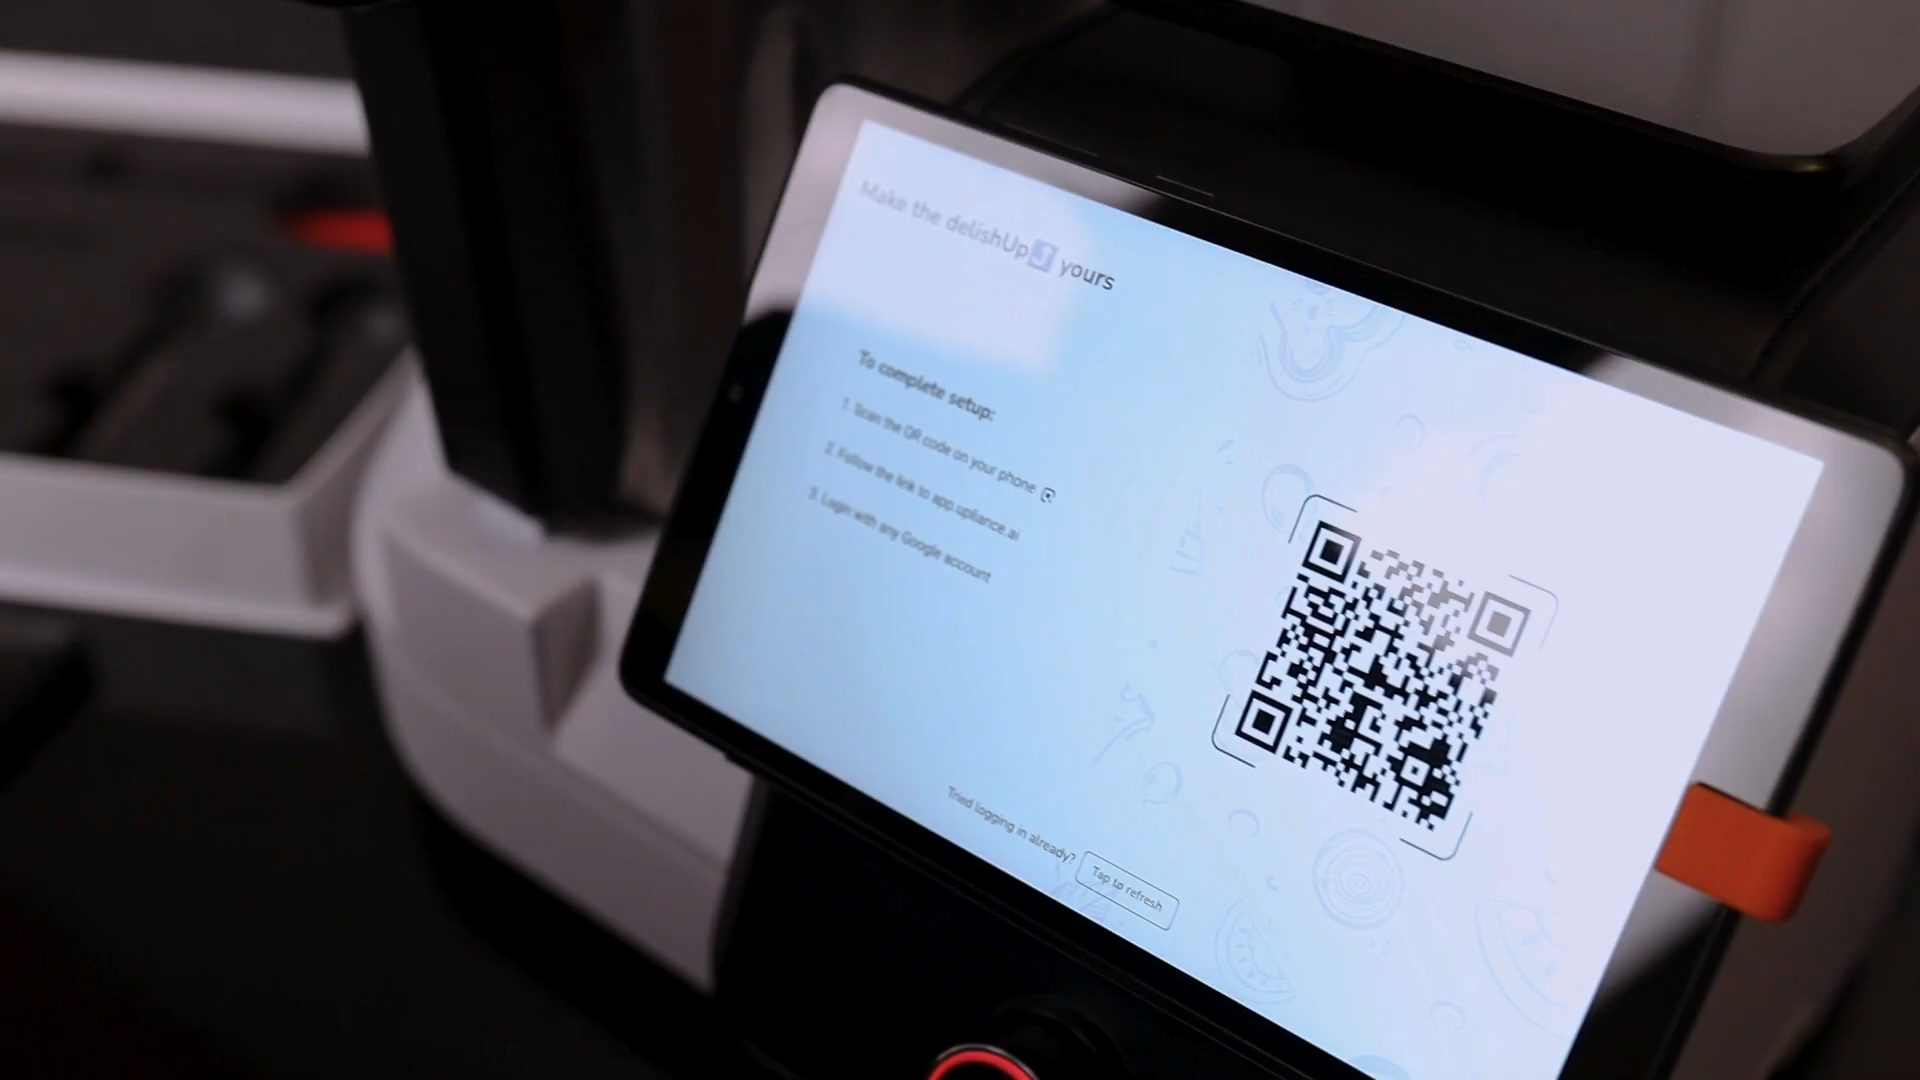 Make the delishUp yours
To complete setup:
1. Scan the QR code on your phone
2. Follow the link to app.upliance.ai
3. Login with any Google account
Tried logging in already?
Tap to refresh